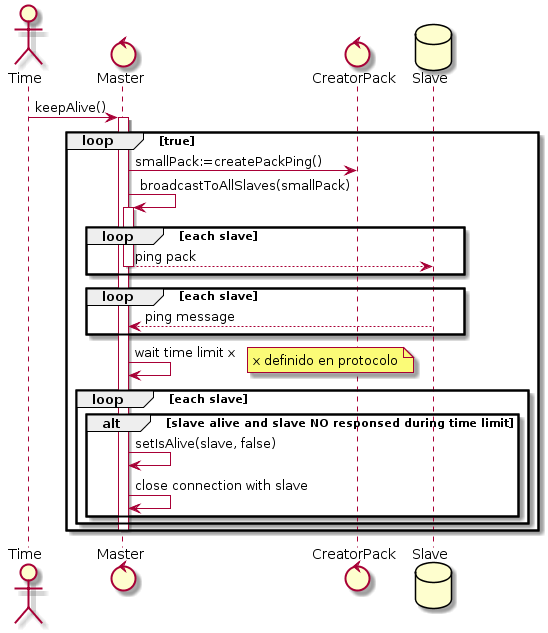 Time
Master
CreatorPack
Slave
keepAlive()
loop [true]
smallPack:=createPackPing()
broadcastToAllSlaves(smallPack)
loop [each slave]
ping pack
loop [each slave]
ping message
wait time limit x
x definido en protocolo
loop [each slave]
alt [slave alive and slave NO responsed during time limit]
setIsAlive(slave, false)
close connection with slave
Time
Master
CreatorPack
Slave